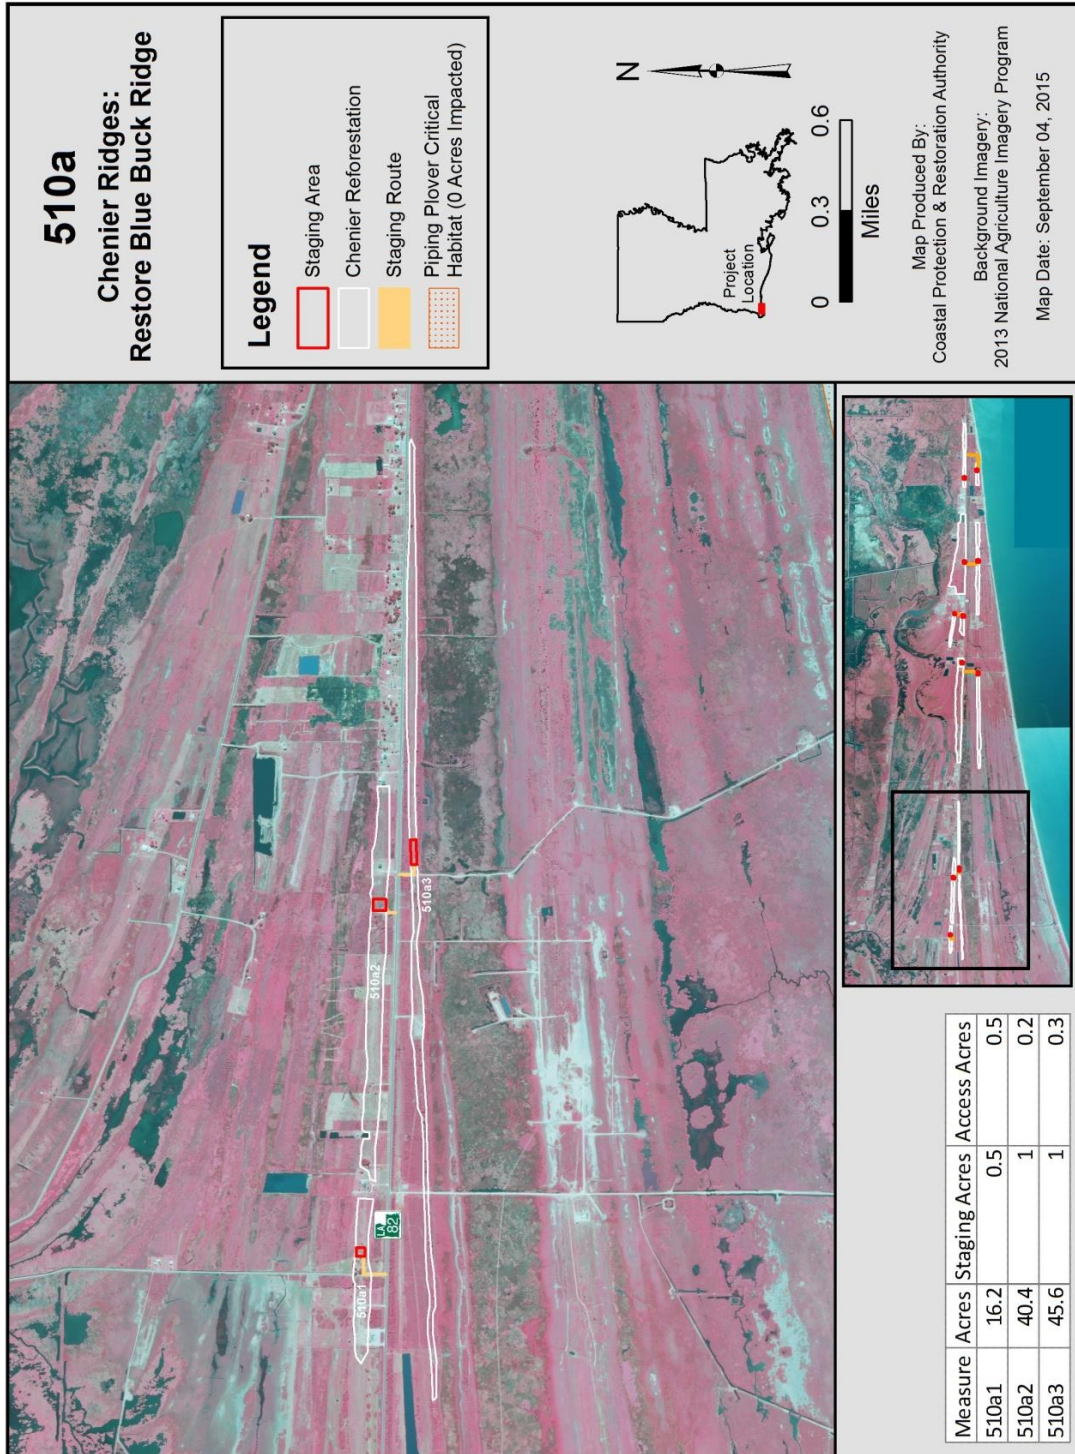 510a
Chenier Ridges:
Restore Blue Buck Ridge
Legend
Staging Area
Chenier Reforestation
Staging Route
Piping Plover Critical
Habitat (0 Acres Impacted)
N
Project
Location
0 0.3 0.6
Miles
Map Produced By:
Coastal Protection & Restoration Authority
Background Imagery:
2013 National Agriculture Imagery Program
Map Date: September 04, 2015
510a1
LA
82
510a2
510a3
Measure Acres Staging Acres Access Acres
510a1 16.2 0.5 0.5
510a2 40.4 1 0.2
510a3 45.6 1 0.3